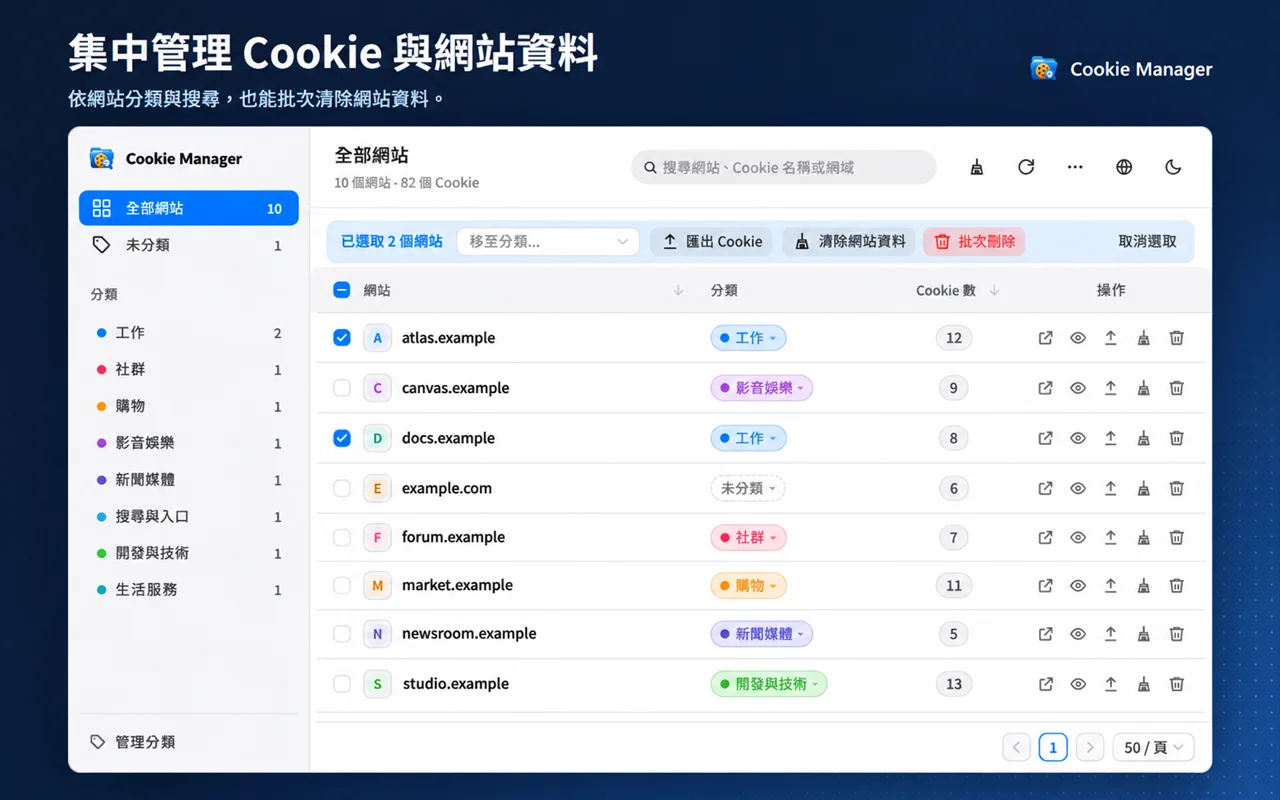 集中管理 Cookie 與網站資料
依網站分類與搜尋，也能批次清除網站資料。
Cookie Manager
Cookie Manager
全部網站 10
未分類 1
分類
工作 2
社群 1
購物 1
影音娛樂 1
新聞媒體 1
搜尋與入口 1
開發與技術 1
生活服務 1
管理分類
全部網站
10 個網站 · 82 個 Cookie
搜尋網站、Cookie 名稱或網域
已選取 2 個網站 移至分類... 匯出 Cookie 清除網站資料 批次刪除 取消選取
網站 分類 Cookie 數 操作
A atlas.example 工作 12
C canvas.example 影音娛樂 9
D docs.example 工作 8
E example.com 未分類 6
F forum.example 社群 7
M market.example 購物 11
N newsroom.example 新聞媒體 5
S studio.example 開發與技術 13
1 50 / 頁